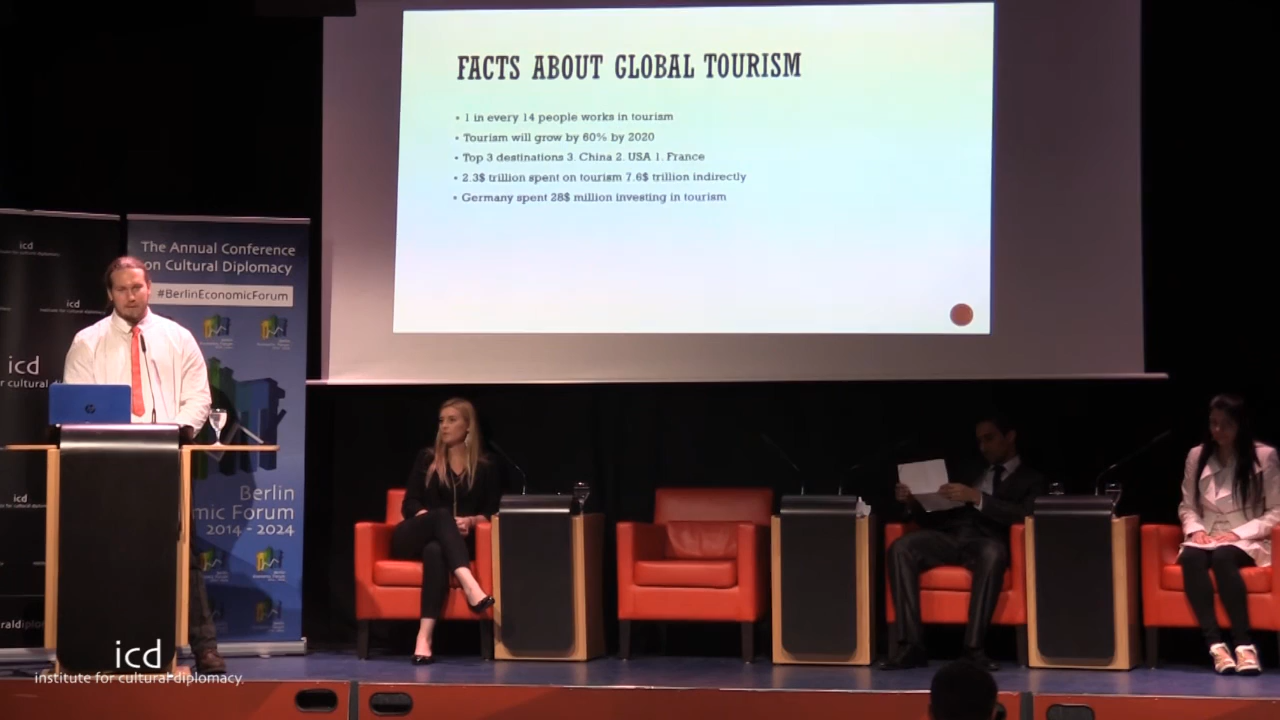 FACTS ABOUT GLOBAL TOURISM
• 1 in every 14 people works in tourism
• Tourism will grow by 60% by 2020
• Top 3 destinations 3. China 2. USA 1. France
• 2.3$ trillion spent on tourism 7.6$ trillion indirectly
• Germany spent 28$ million investing in tourism
icd
The Annual Conference
on Cultural Diplomacy
#BerlinEconomicForum
icd
icd
r cultural
icd
Berlin
mic Forum
2014 - 2024
icd
institute for cultural diplomacy.